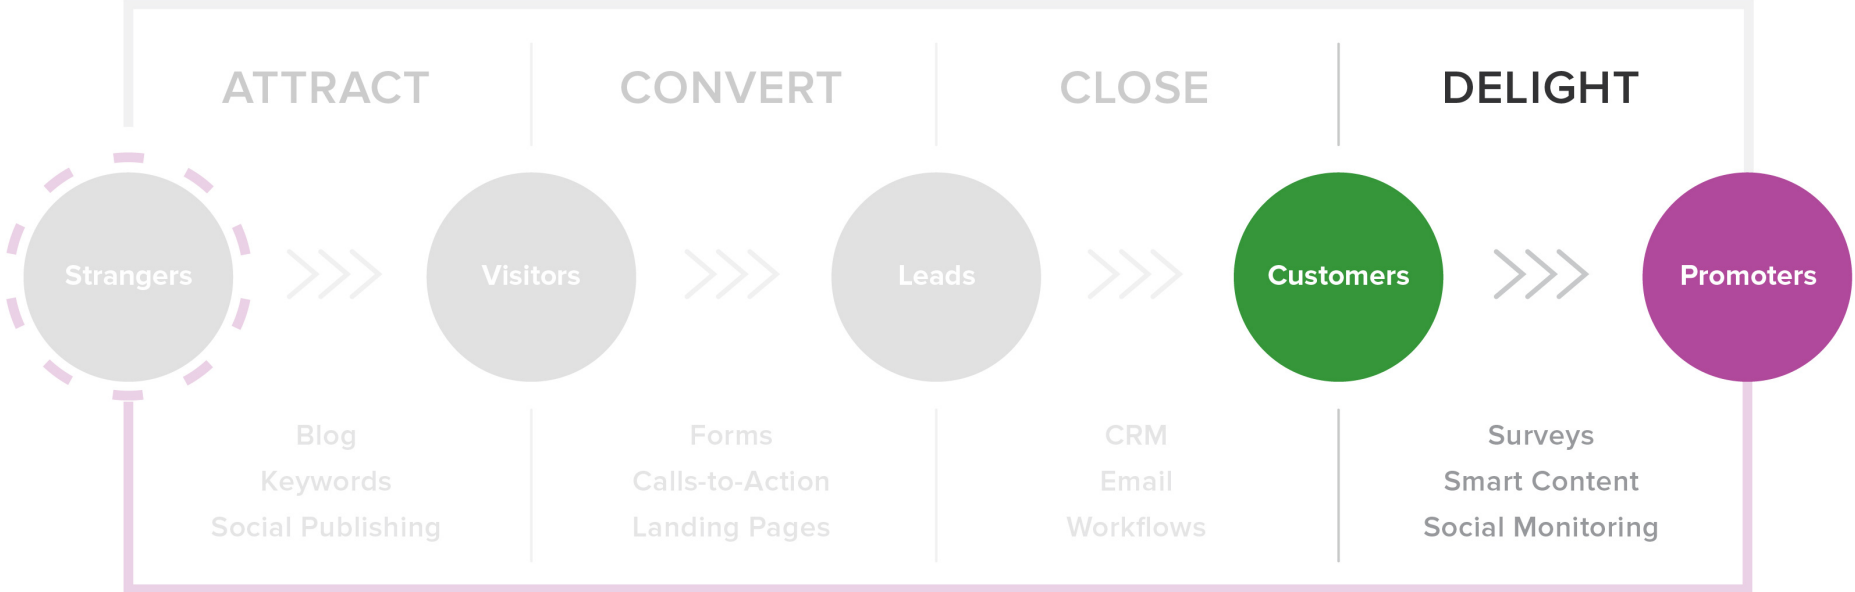 ATTRACT
CONVERT
CLOSE
DELIGHT
Strangers
Visitors
Leads
Customers
Promoters
Blog
Keywords
Social Publishing
Forms
Calls-to-Action
Landing Pages
CRM
Email
Workflows
Surveys
Smart Content
Social Monitoring